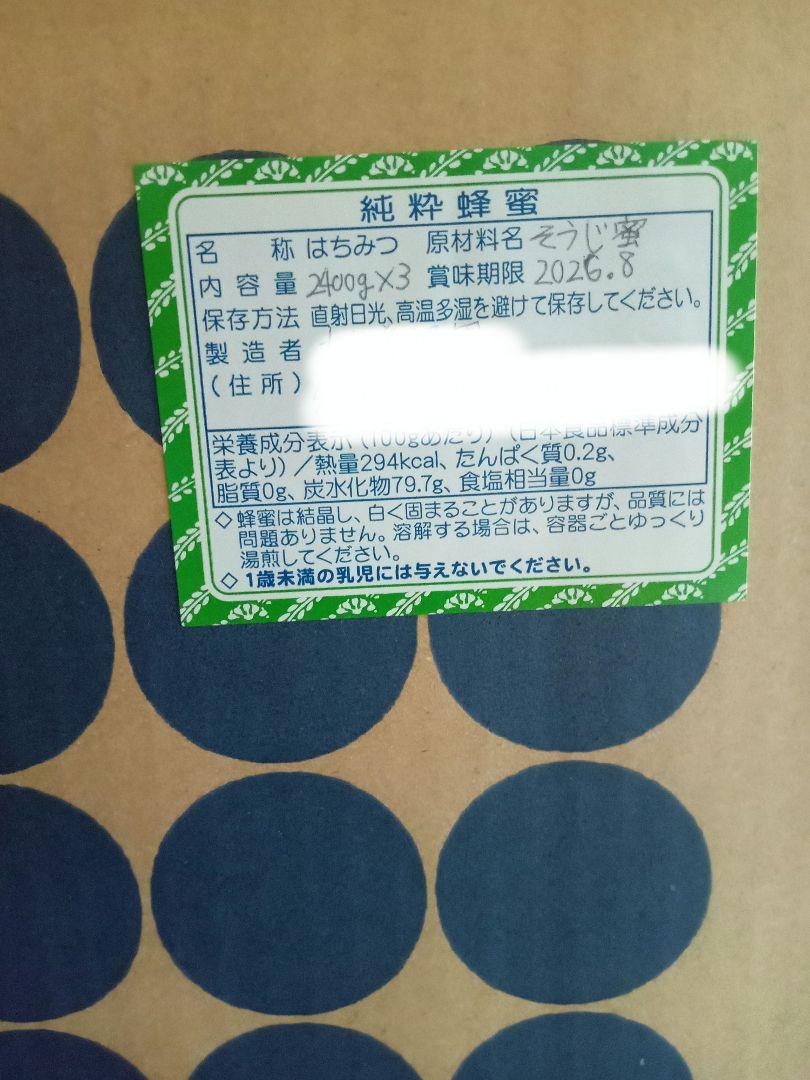 純粋蜂蜜
名称 はちみつ 原材料名 そうじ蜜
内容量 2400g×3 賞味期限 2026.8
保存方法 直射日光、高温多湿を避けて保存してください。
製造者
(住所)
栄養成分表示(100gあたり)(日本食品標準成分
表より)/熱量294kcal、たんぱく質0.2g、
脂質0g、炭水化物79.7g、食塩相当量0g
◇蜂蜜は結晶し、白く固まることがありますが、品質には
問題ありません。溶解する場合は、容器ごとゆっくり
湯煎してください。
◇1歳未満の乳児には与えないでください。